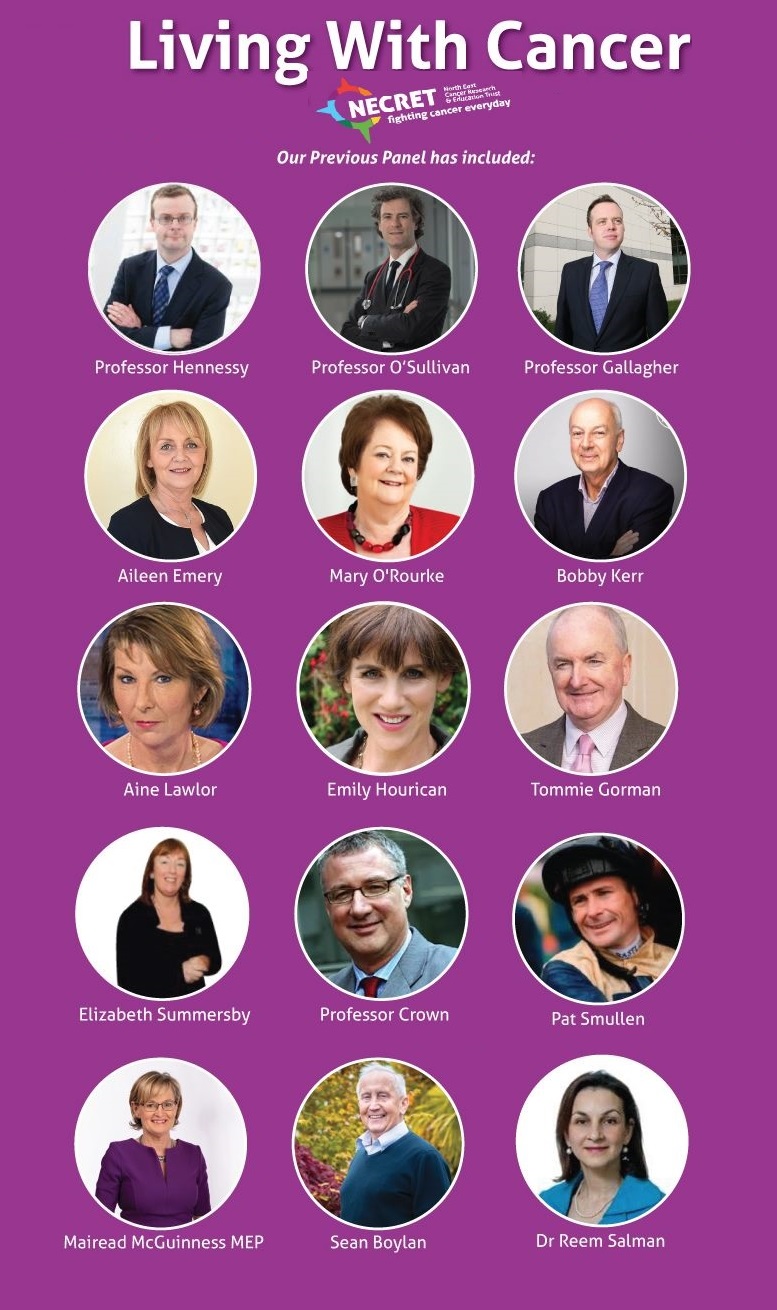 Living With Cancer
NECRET
North East
Cancer Research
& Education Trust
fighting cancer everyday
Our Previous Panel has included:
Professor Hennessy
Professor O'Sullivan
Professor Gallagher
Aileen Emery
Mary O'Rourke
Bobby Kerr
Aine Lawlor
Emily Hourican
Tommie Gorman
Elizabeth Summersby
Professor Crown
Pat Smullen
Mairead McGuinness MEP
Sean Boylan
Dr Reem Salman